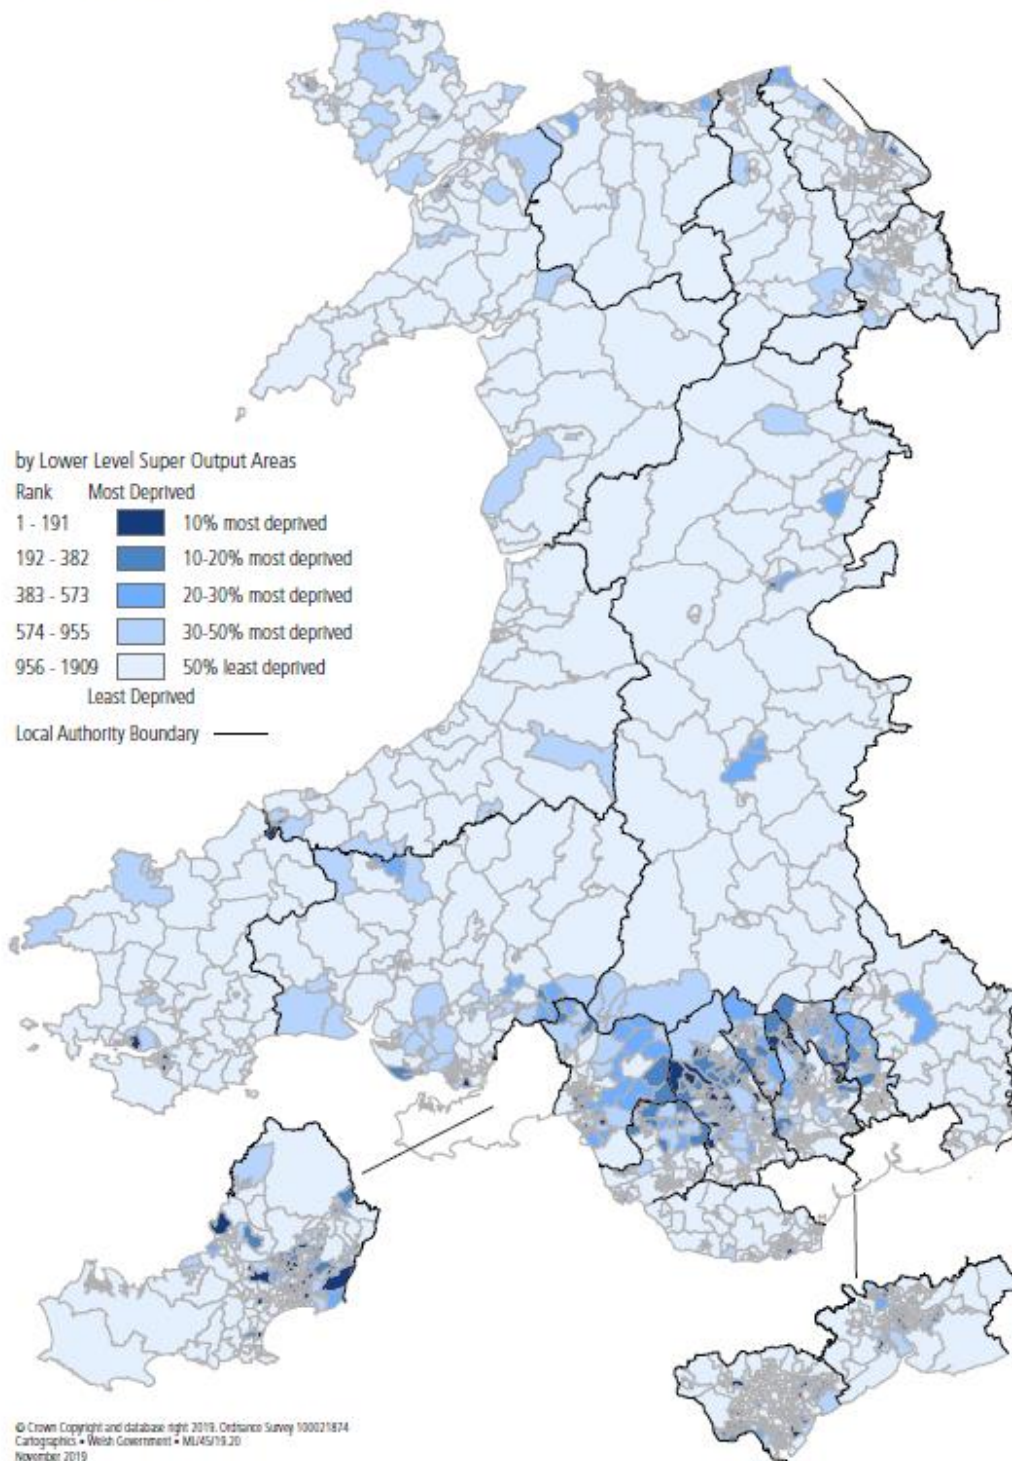 by Lower Level Super Output Areas
Rank Most Deprived
1 - 191 10% most deprived
192 - 382 10-20% most deprived
383 - 573 20-30% most deprived
574 - 955 30-50% most deprived
956 - 1909 50% least deprived
Least Deprived
Local Authority Boundary
© Crown Copyright and database right 2019. Ordnance Survey 100021874
Cartographics • Welsh Government • ML/45/19.20
November 2019